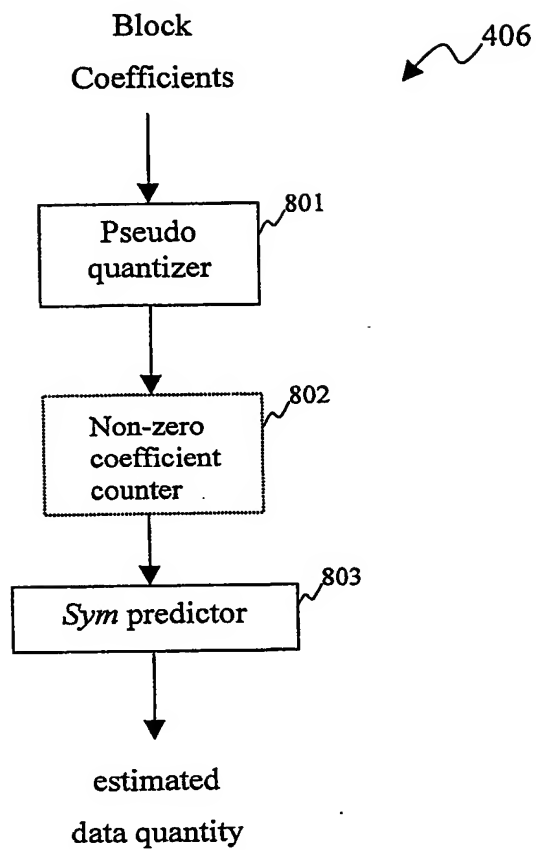 Block
Coefficients
406
801
Pseudo
quantizer
802
Non-zero
coefficient
counter
803
Sym predictor
estimated
data quantity